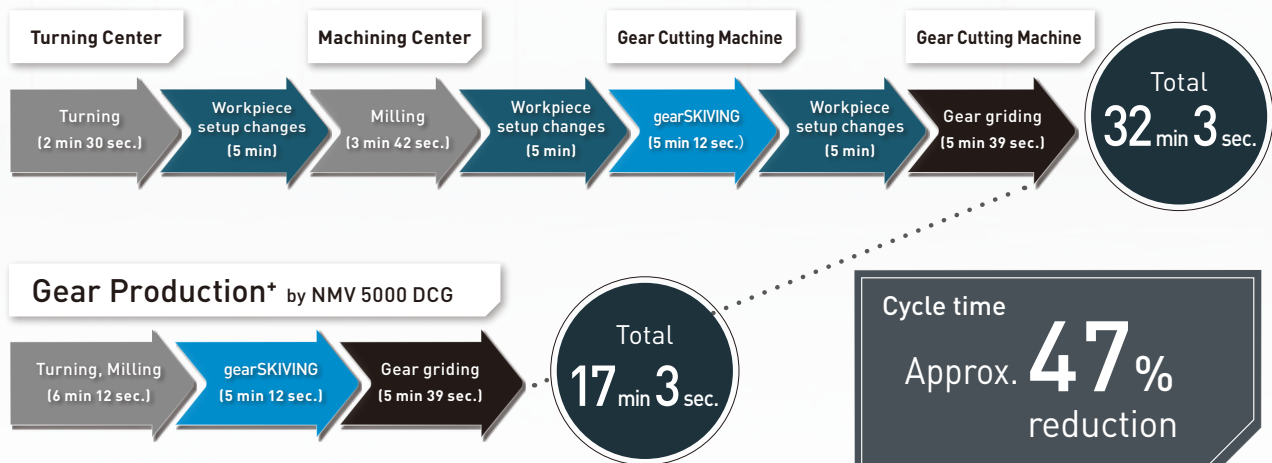 Turning Center
Machining Center
Gear Cutting Machine
Gear Cutting Machine
Turning
(2 min 30 sec.)
Workpiece
setup changes
(5 min)
Milling
(3 min 42 sec.)
Workpiece
setup changes
(5 min)
gearSKIVING
(5 min 12 sec.)
Workpiece
setup changes
(5 min)
Gear griding
(5 min 39 sec.)
Total
32 min 3 sec.
Gear Production+ by NMV 5000 DCG
Turning, Milling
(6 min 12 sec.)
gearSKIVING
(5 min 12 sec.)
Gear griding
(5 min 39 sec.)
Total
17 min 3 sec.
Cycle time
Approx. 47 %
reduction